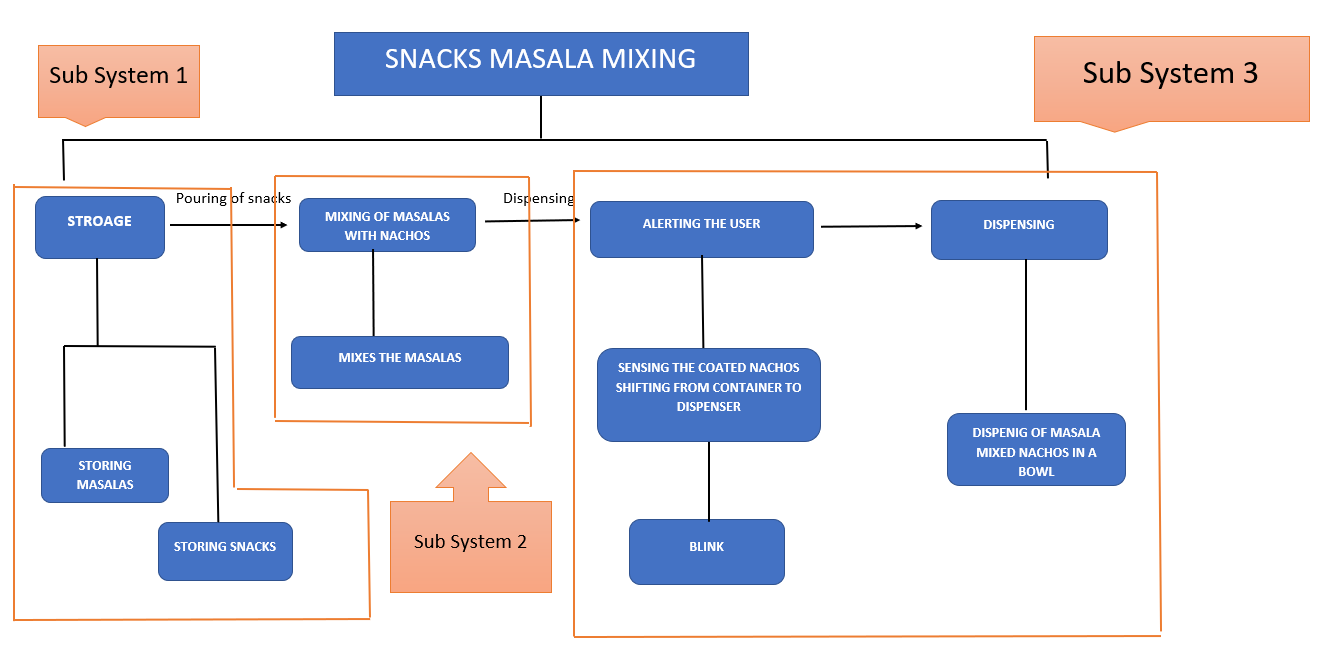 SNACKS MASALA MIXING
Sub System 1
Sub System 3
Pouring of snacks
Dispensing
STROAGE
MIXING OF MASALAS
WITH NACHOS
ALERTING THE USER
DISPENSING
MIXES THE MASALAS
SENSING THE COATED NACHOS
SHIFTING FROM CONTAINER TO
DISPENSER
STORING
MASALAS
DISPENIG OF MASALA
MIXED NACHOS IN A
BOWL
Sub System 2
STORING SNACKS
BLINK